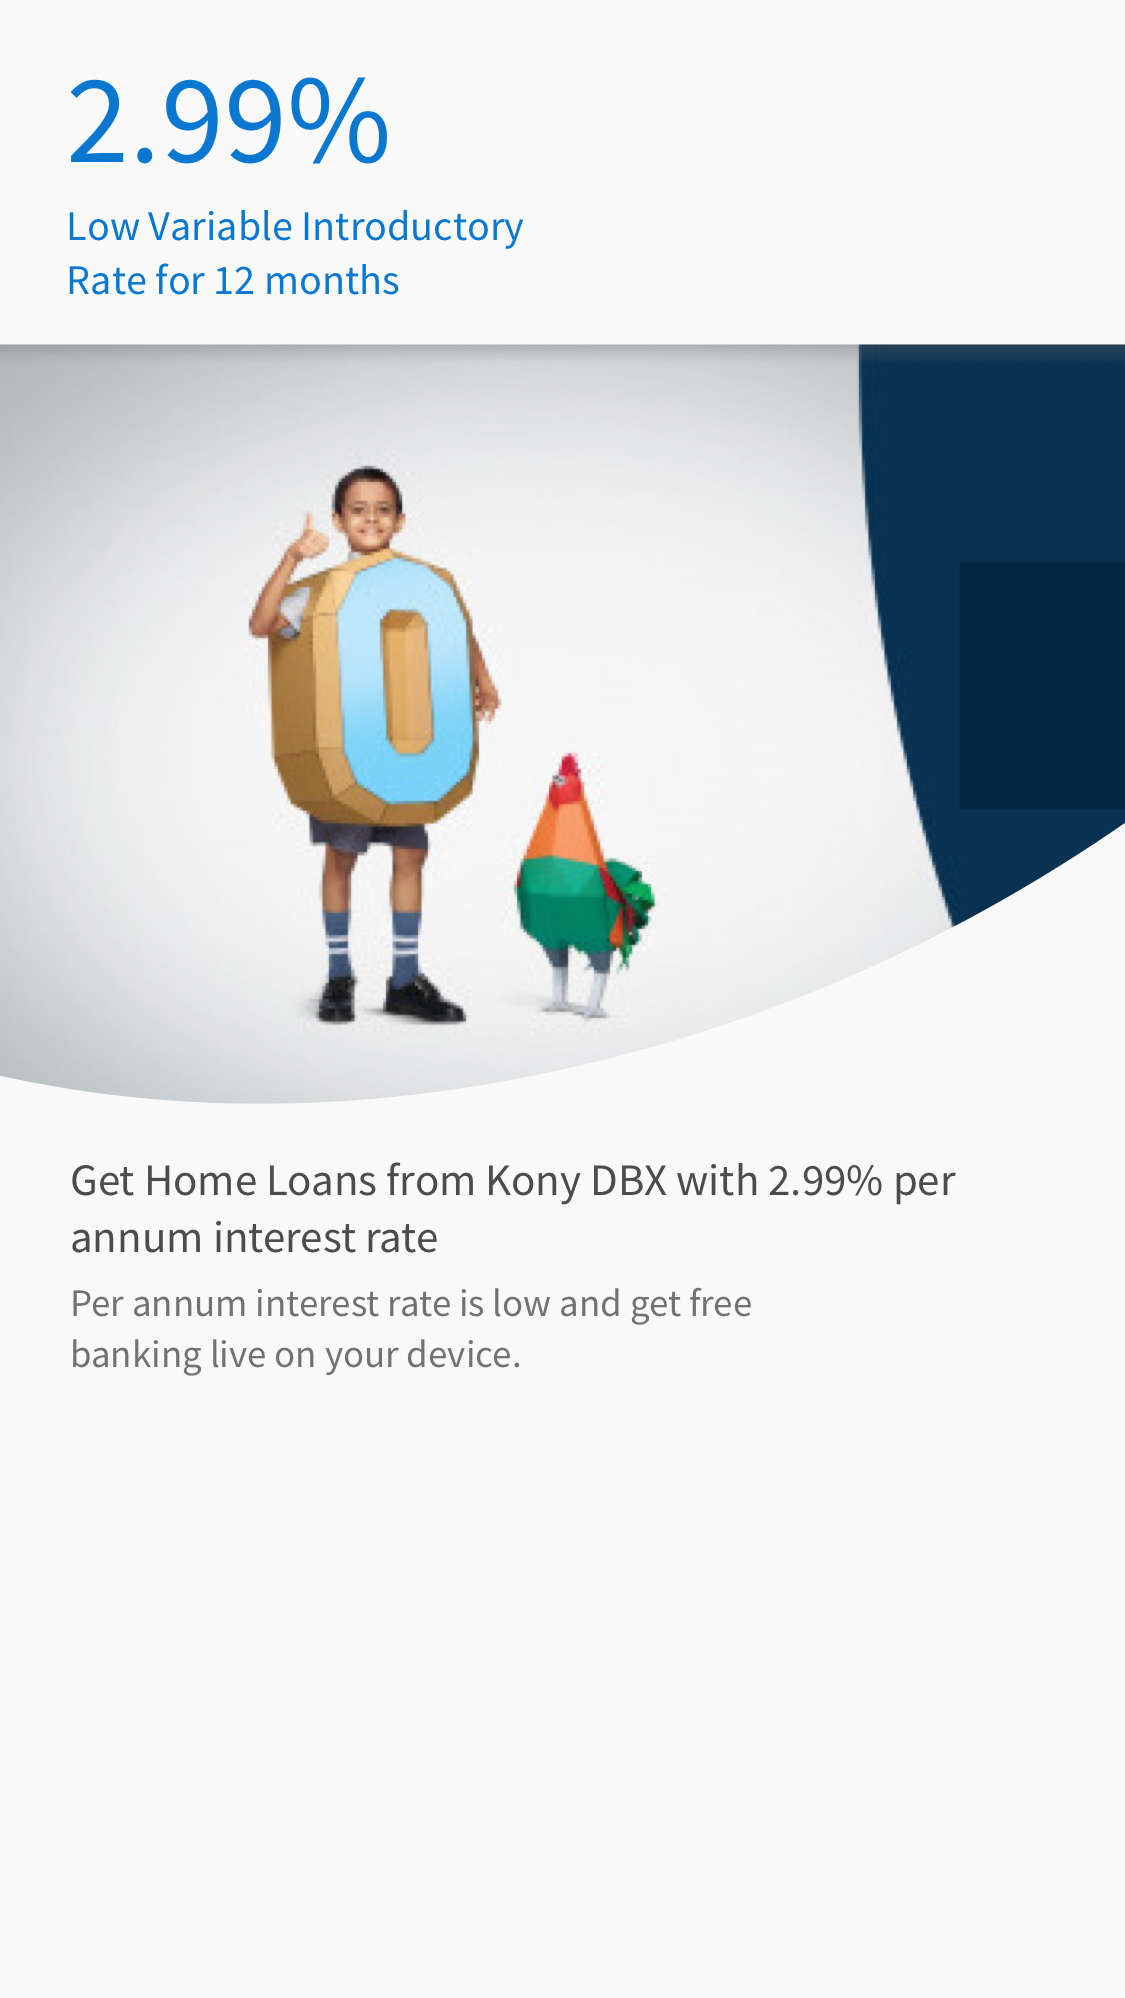 2.99%
Low Variable Introductory
Rate for 12 months
0
Get Home Loans from Kony DBX with 2.99% per
annum interest rate
Per annum interest rate is low and get free
banking live on your device.